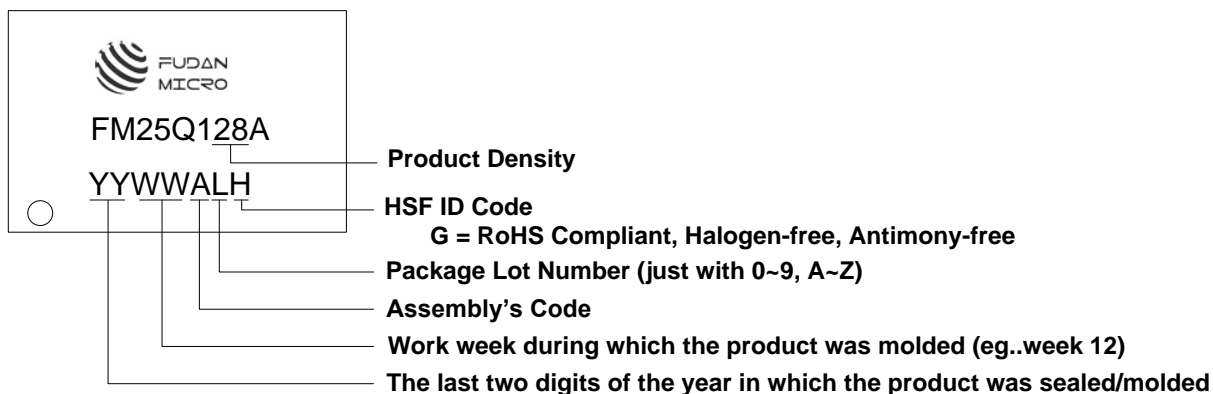 FUDAN
MICRO
FM25Q128A
YYWWALH
Product Density
HSF ID Code
G = RoHS Compliant, Halogen-free, Antimony-free
Package Lot Number (just with 0~9, A~Z)
Assembly's Code
Work week during which the product was molded (eg..week 12)
The last two digits of the year in which the product was sealed/molded